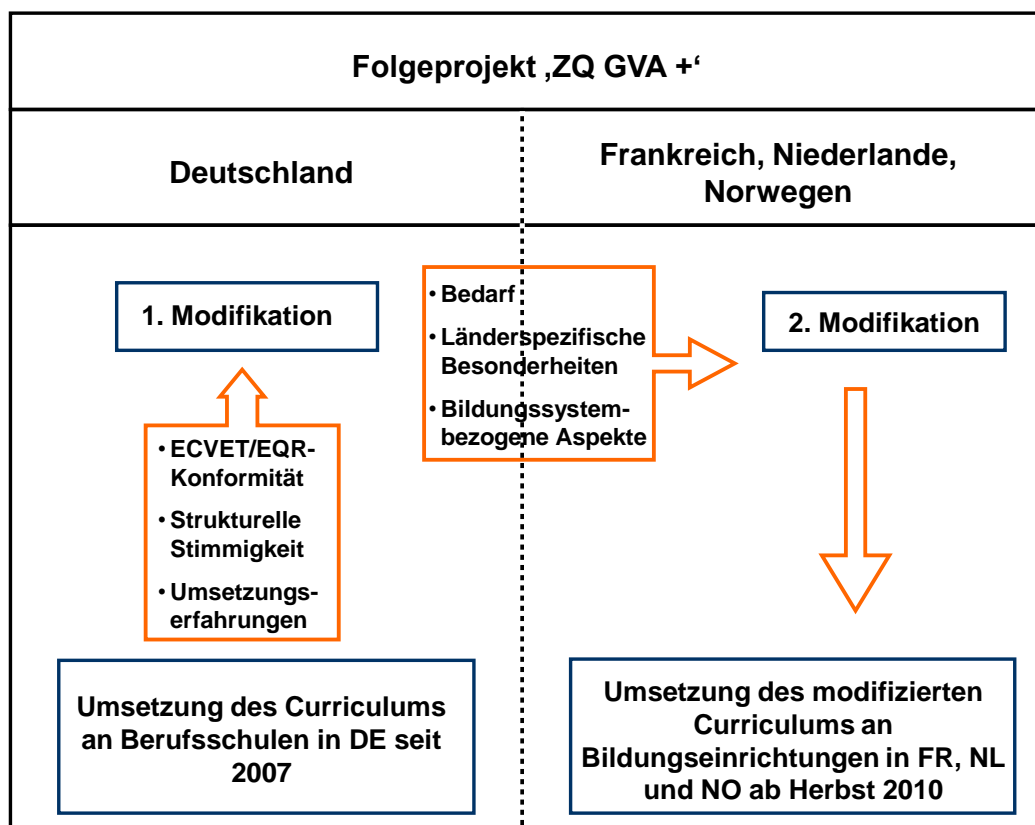 Folgeprojekt ‚ZQ GVA +‘
Deutschland
Frankreich, Niederlande,
Norwegen
1. Modifikation
• ECVET/EQR-
Konformität
• Strukturelle
Stimmigkeit
• Umsetzungs-
erfahrungen
Umsetzung des Curriculums
an Berufsschulen in DE seit
2007
• Bedarf
• Länderspezifische
Besonderheiten
• Bildungssystem-
bezogene Aspekte
2. Modifikation
Umsetzung des modifizierten
Curriculums an
Bildungseinrichtungen in FR, NL
und NO ab Herbst 2010